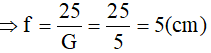 ⇒ f = 25/G = 25/5 = 5(cm)